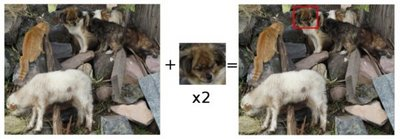 +
=
x2